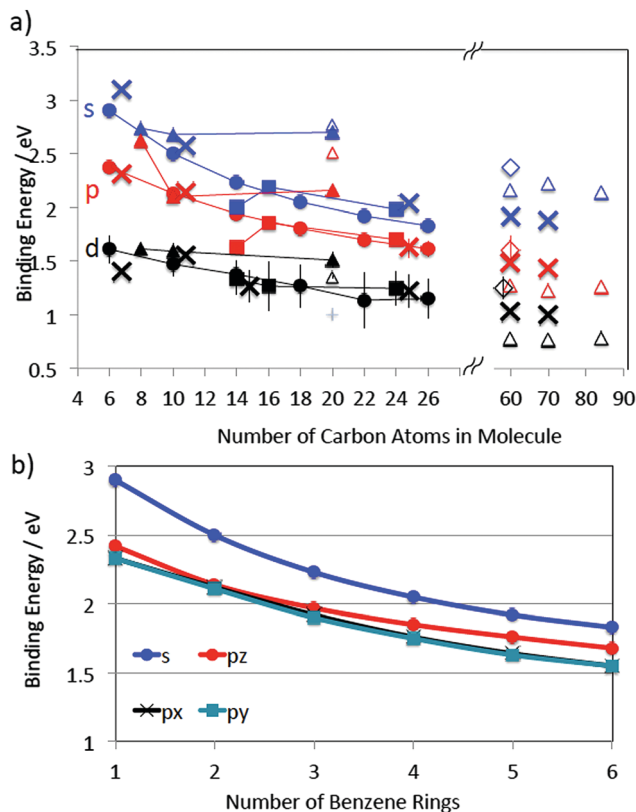 a)
3.5
3
2.5
2
1.5
1
0.5
Binding Energy / eV
s
p
d
4 6 8 10 12 14 16 18 20 22 24 26 60 70 80 90
Number of Carbon Atoms in Molecule
b)
3
2.5
2
1.5
1
Binding Energy / eV
s pz
px py
1 2 3 4 5 6
Number of Benzene Rings